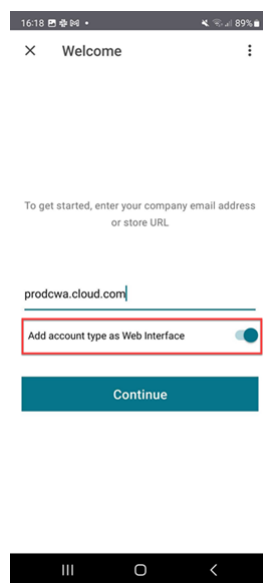 16:18 89%
Welcome
To get started, enter your company email address
or store URL
prodcwa.cloud.com
Add account type as Web Interface
Continue